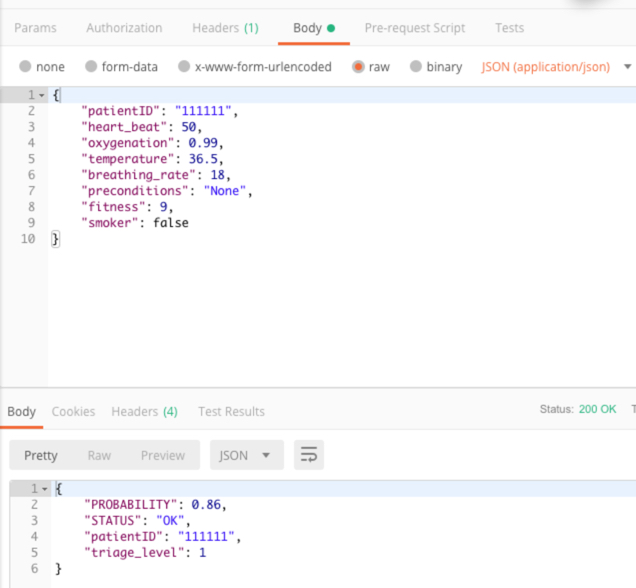 Params Authorization Headers (1) Body Pre-request Script Tests
none form-data x-www-form-urlencoded raw binary JSON (application/json)
1 {
2 "patientID": "111111",
3 "heart_beat": 50,
4 "oxygenation": 0.99,
5 "temperature": 36.5,
6 "breathing_rate": 18,
7 "preconditions": "None",
8 "fitness": 9,
9 "smoker": false
10 }
Body Cookies Headers (4) Test Results Status: 200 OK T
Pretty Raw Preview JSON
1 {
2 "PROBABILITY": 0.86,
3 "STATUS": "OK",
4 "patientID": "111111",
5 "triage_level": 1
6 }